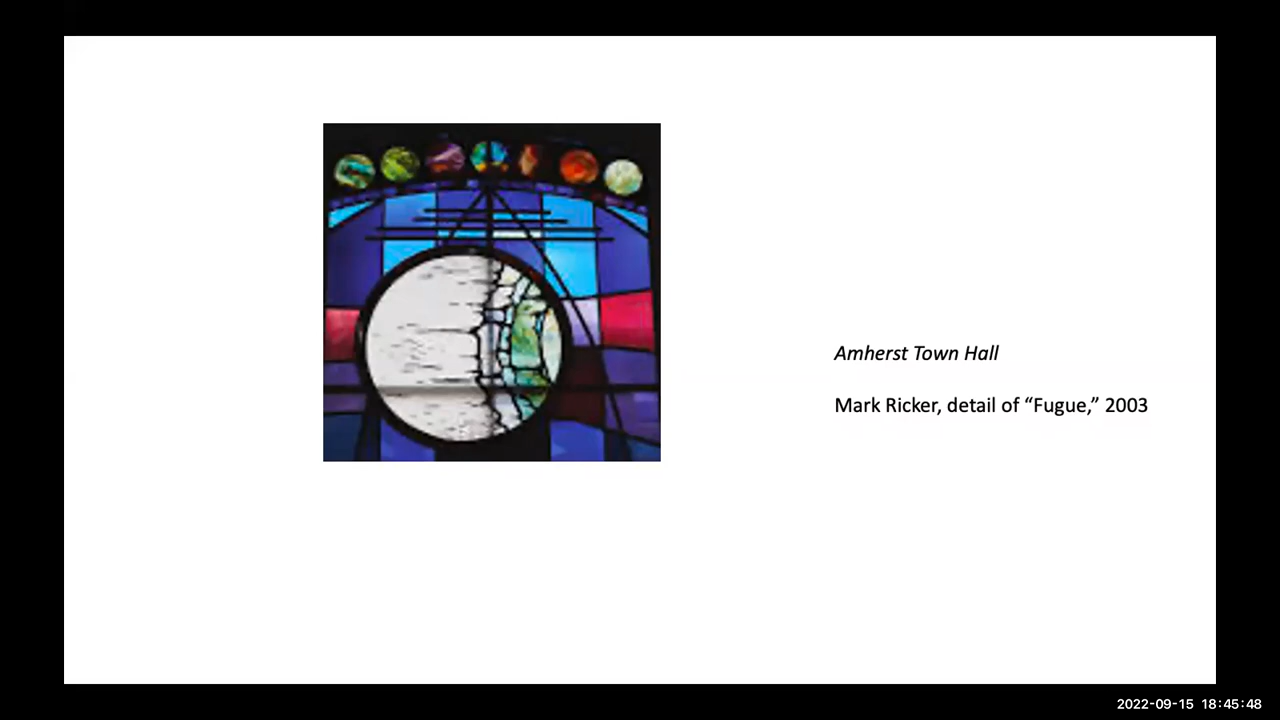 Amherst Town Hall
Mark Ricker, detail of “Fugue,” 2003
2022-09-15 18:45:48